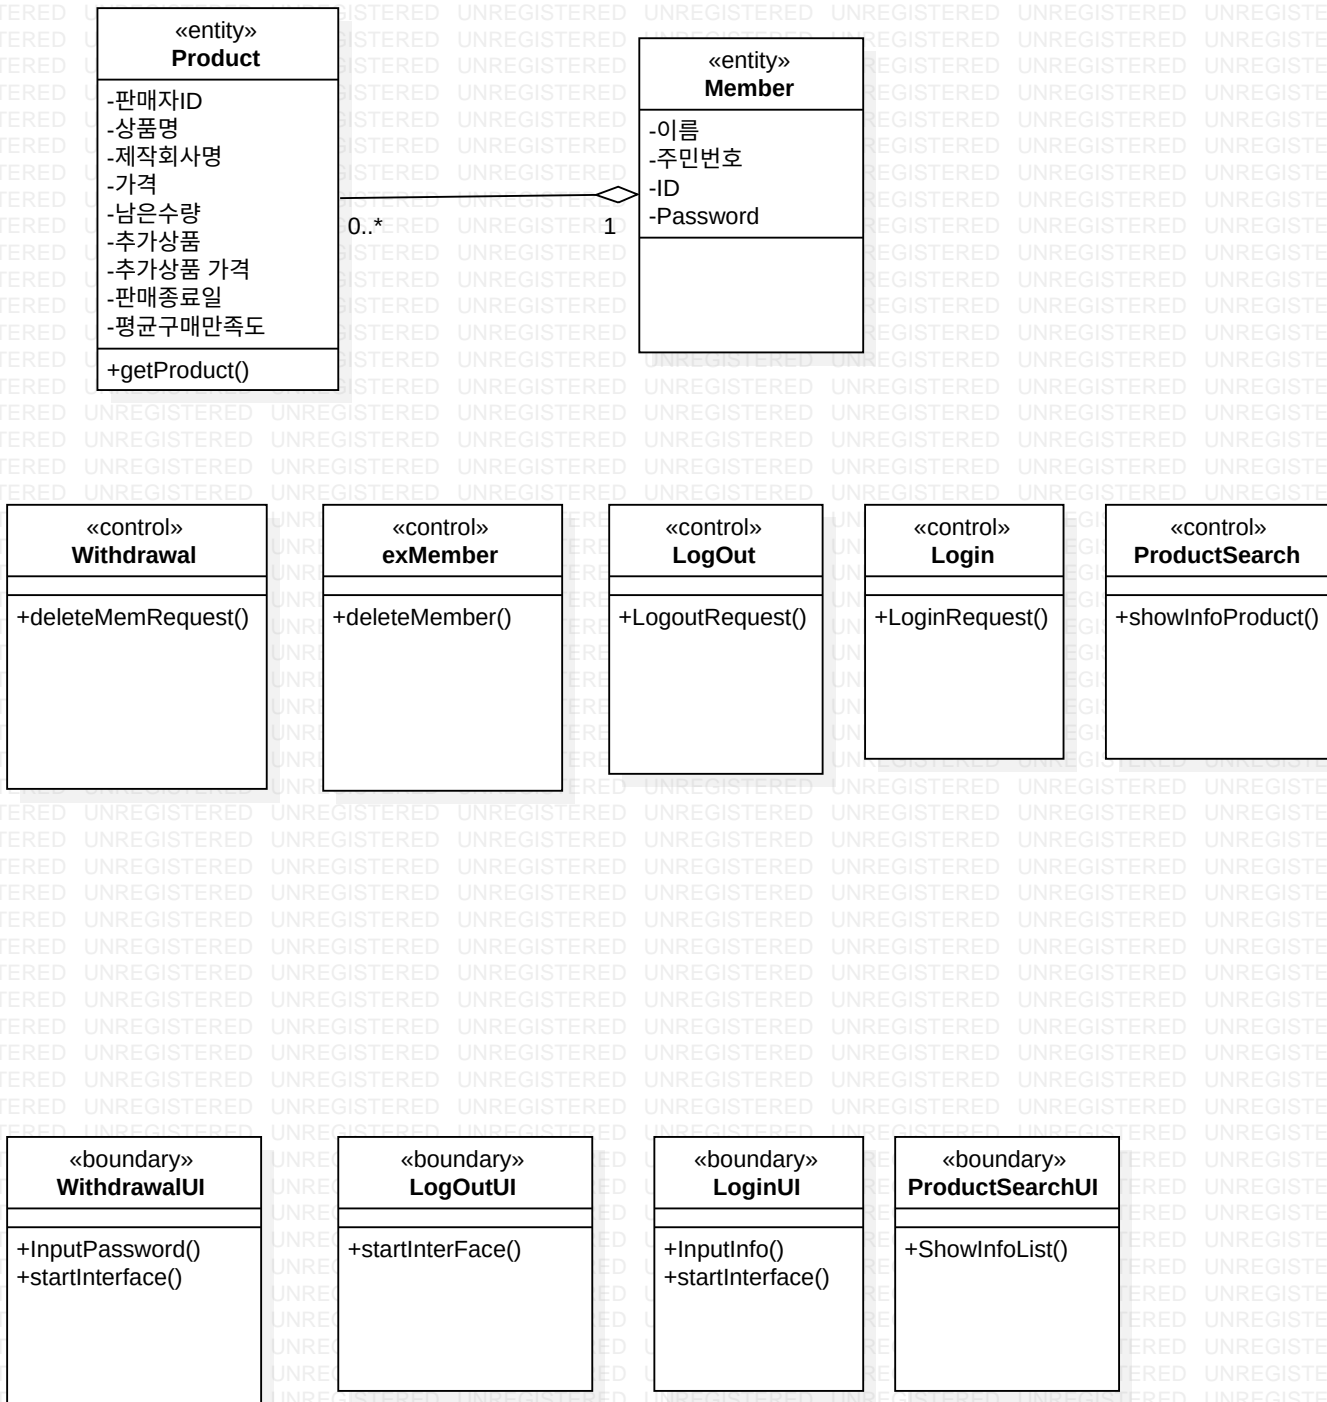 «entity»
Product
-판매자ID
-상품명
-제작회사명
-가격
-남은수량
-추가상품
-추가상품 가격
-판매종료일
-평균구매만족도
+getProduct()
0..*
1
«entity»
Member
-이름
-주민번호
-ID
-Password
«control»
Withdrawal
+deleteMemRequest()
«control»
exMember
+deleteMember()
«control»
LogOut
+LogoutRequest()
«control»
Login
+LoginRequest()
«control»
ProductSearch
+showInfoProduct()
«boundary»
WithdrawalUI
+InputPassword()
+startInterface()
«boundary»
LogOutUI
+startInterFace()
«boundary»
LoginUI
+InputInfo()
+startInterface()
«boundary»
ProductSearchUI
+ShowInfoList()
UNREGISTERED